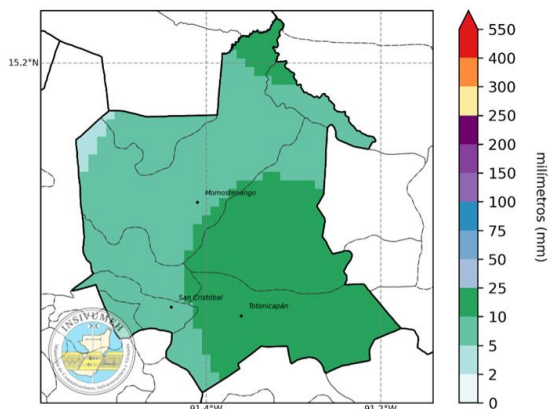 15.2°N
Momostenango
San Cristóbal
Totonicapán
INSIVUMEH
91.4°W
91.2°W
550
400
300
250
200
150
100
75
50
25
10
5
2
0
milímetros (mm)